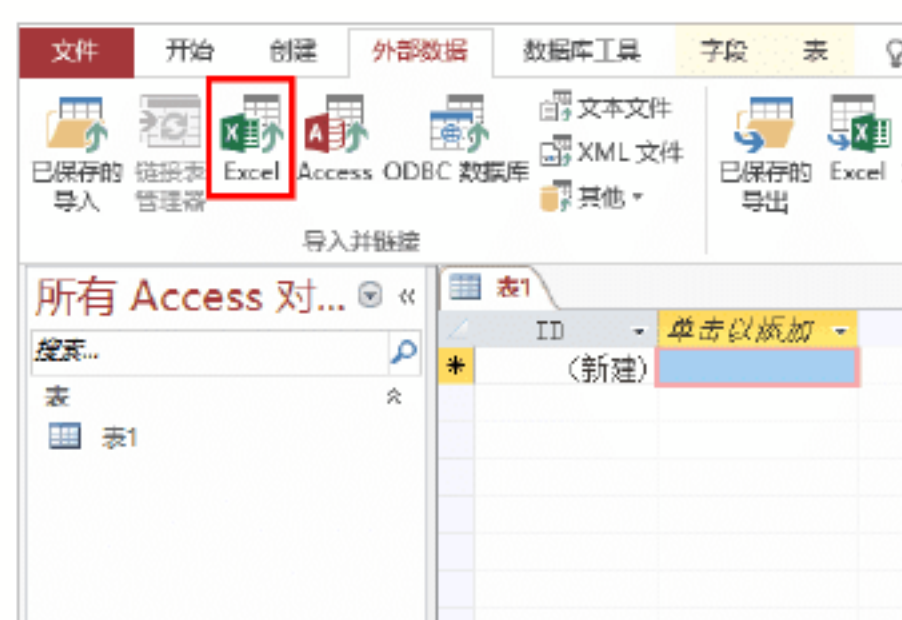 文件 开始 创建 外部数据 数据库工具 字段 表
已保存的导入
链接表管理器
Excel
Access
ODBC 数据库
文本文件
XML 文件
其他
已保存的导出
Excel
导入并链接
所有 Access 对... «
搜索...
表
表1
表1
ID 单击以添加
* (新建)